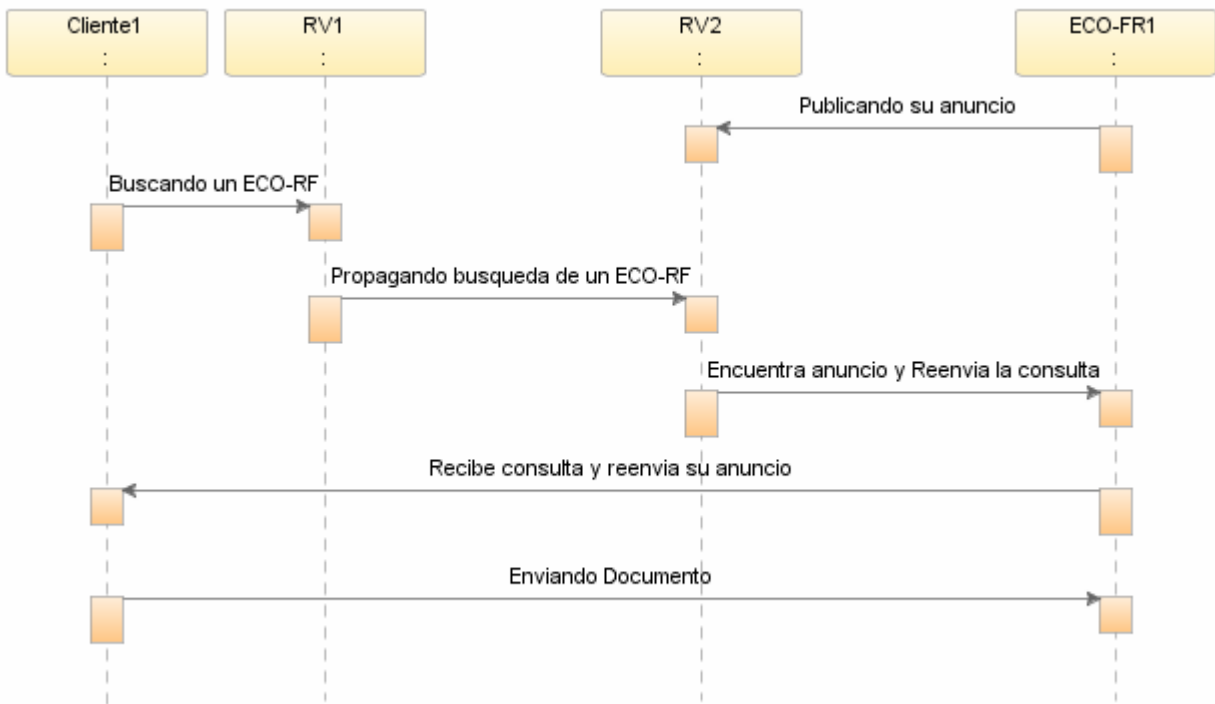 Cliente1
:
RV1
:
RV2
:
ECO-FR1
:
Publicando su anuncio
Buscando un ECO-RF
Propagando busqueda de un ECO-RF
Encuentra anuncio y Reenvia la consulta
Recibe consulta y reenvia su anuncio
Enviando Documento